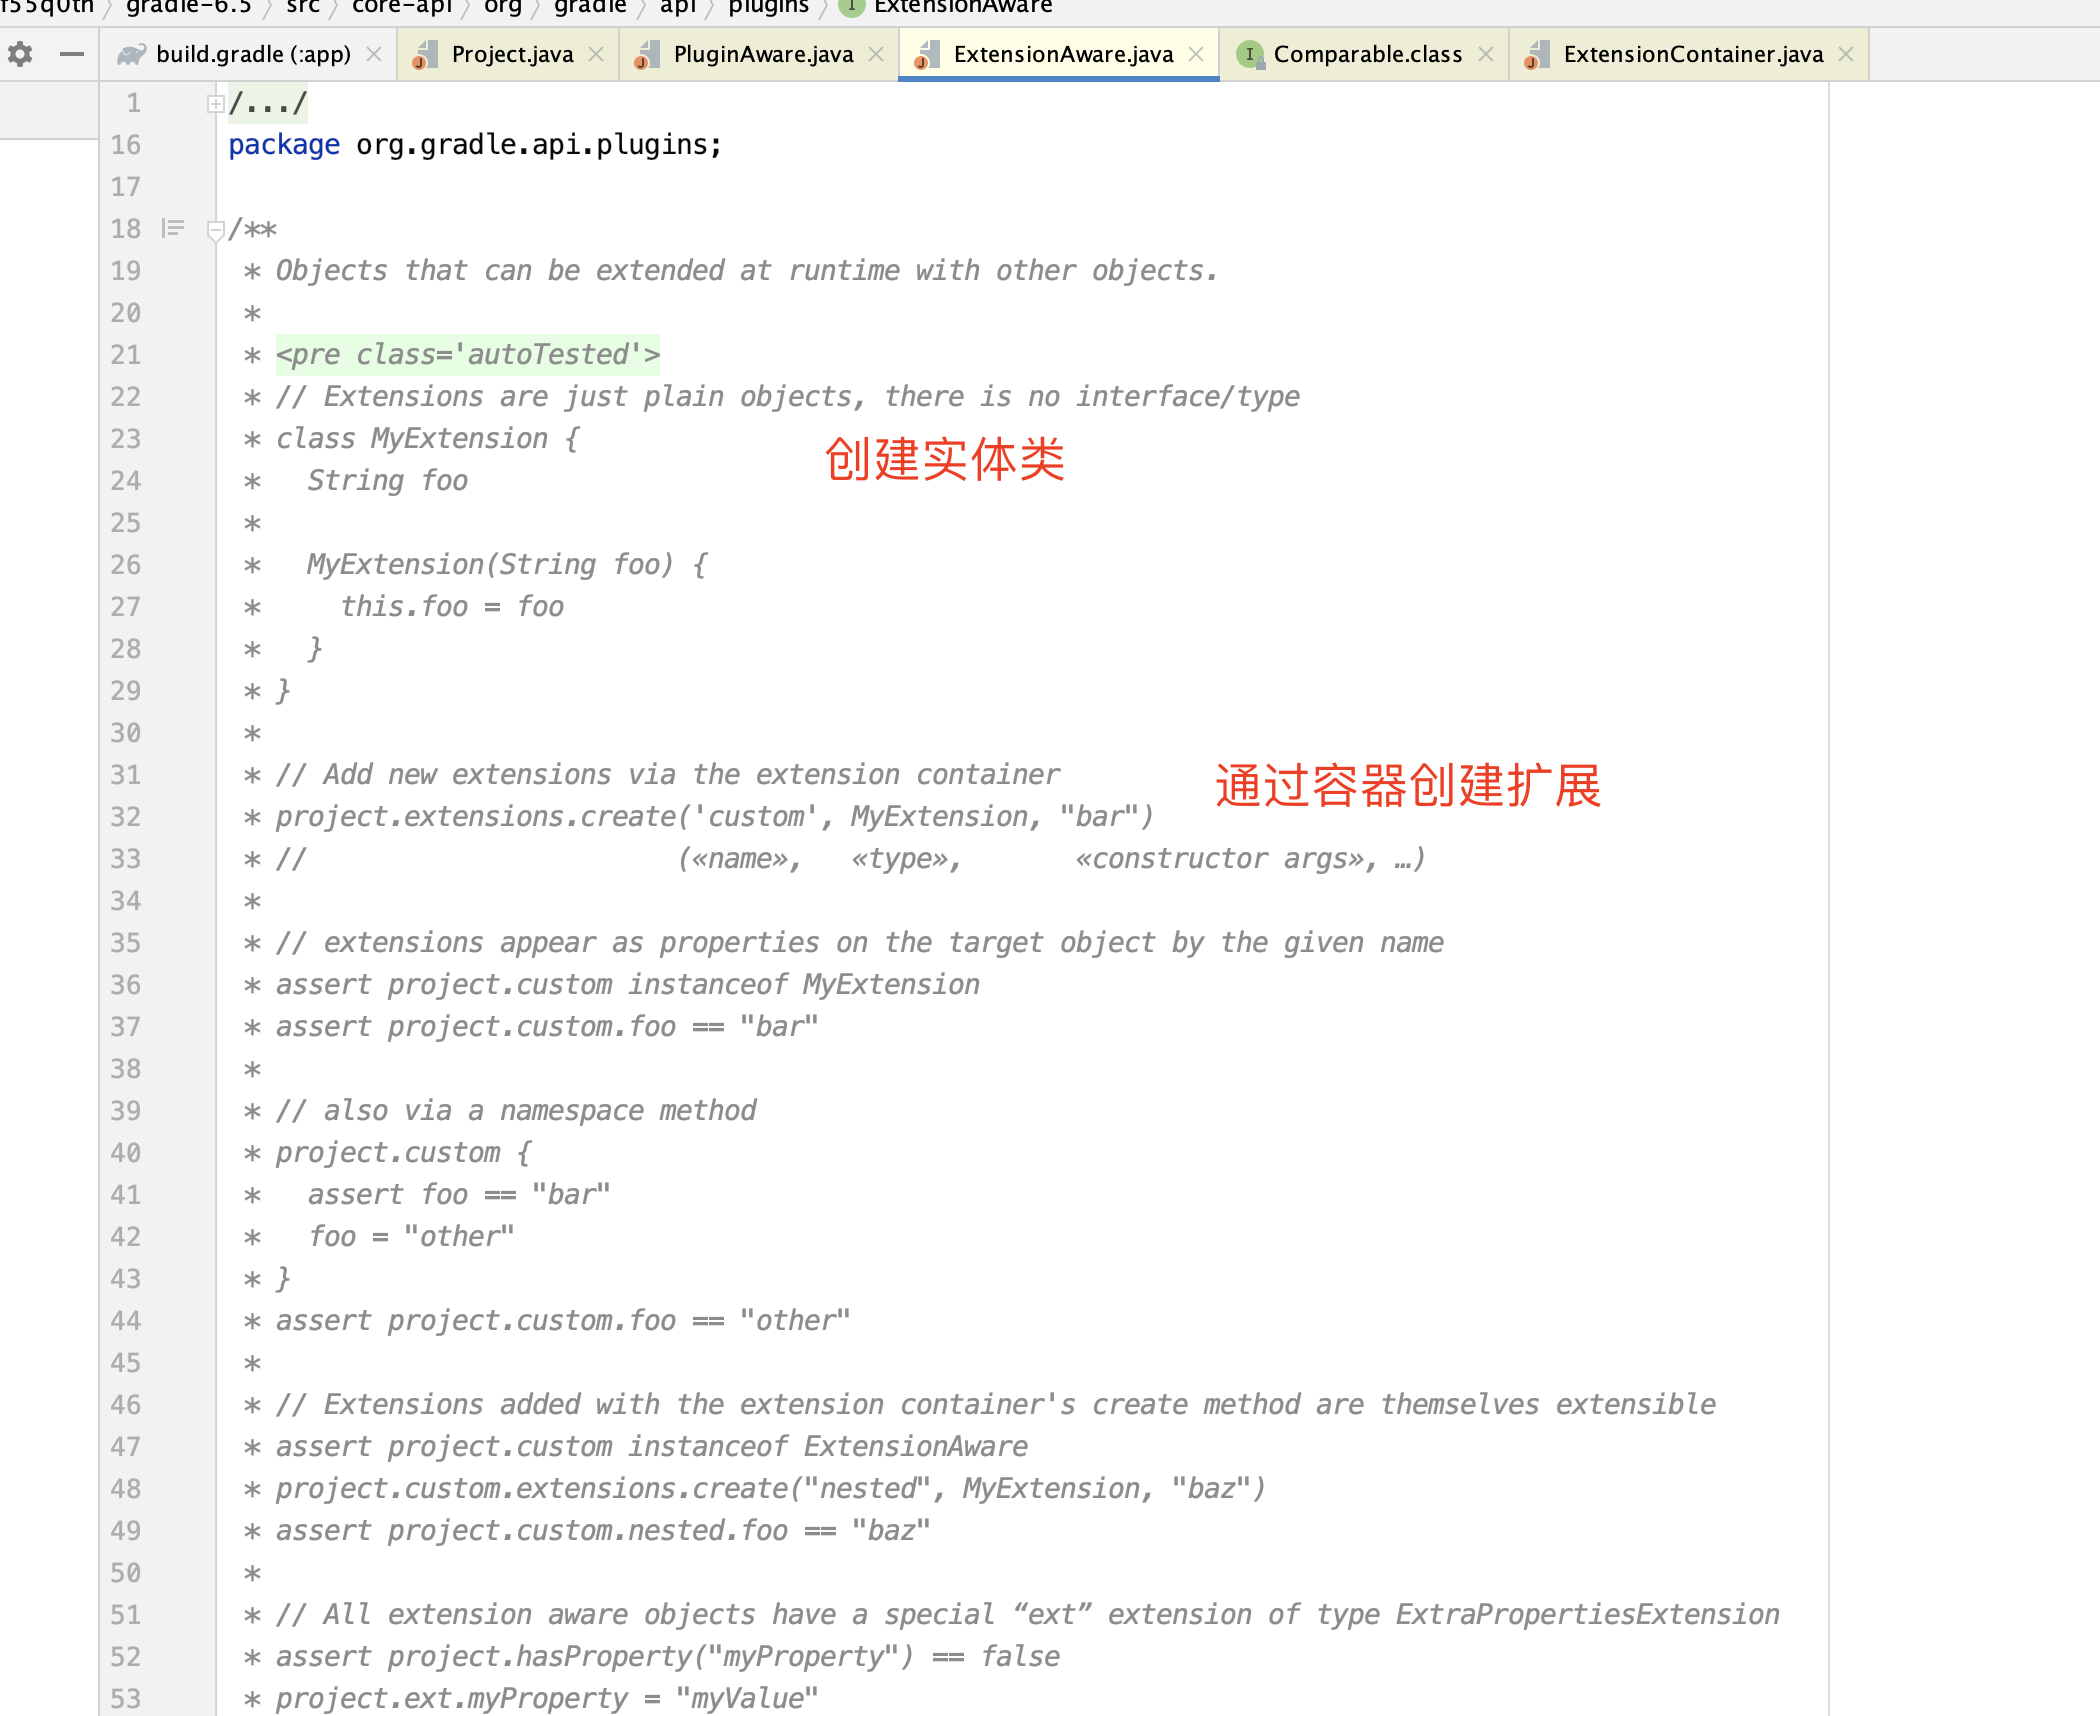 f55q0th 〉 gradle-6.5 〉 src 〉 core-api 〉 org 〉 gradle 〉 api 〉 plugins 〉 I ExtensionAware
build.gradle (:app) Project.java PluginAware.java ExtensionAware.java Comparable.class ExtensionContainer.java
1 /.../
16 package org.gradle.api.plugins;
17
18 /**
19 * Objects that can be extended at runtime with other objects.
20 *
21 * <pre class='autoTested'>
22 * // Extensions are just plain objects, there is no interface/type
23 * class MyExtension {
创建实体类
24 *   String foo
25 *
26 *   MyExtension(String foo) {
27 *     this.foo = foo
28 *   }
29 * }
30 *
31 * // Add new extensions via the extension container
通过容器创建扩展
32 * project.extensions.create('custom', MyExtension, "bar")
33 * //                       («name»,   «type»,       «constructor args», …)
34 *
35 * // extensions appear as properties on the target object by the given name
36 * assert project.custom instanceof MyExtension
37 * assert project.custom.foo == "bar"
38 *
39 * // also via a namespace method
40 * project.custom {
41 *   assert foo == "bar"
42 *   foo = "other"
43 * }
44 * assert project.custom.foo == "other"
45 *
46 * // Extensions added with the extension container's create method are themselves extensible
47 * assert project.custom instanceof ExtensionAware
48 * project.custom.extensions.create("nested", MyExtension, "baz")
49 * assert project.custom.nested.foo == "baz"
50 *
51 * // All extension aware objects have a special “ext” extension of type ExtraPropertiesExtension
52 * assert project.hasProperty("myProperty") == false
53 * project.ext.myProperty = "myValue"